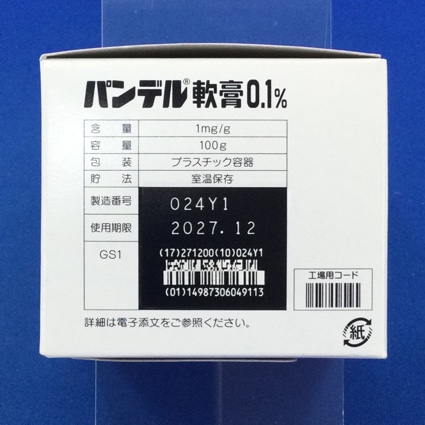 パンデル®軟膏0.1%
含量 1mg/g
容量 100g
包装 プラスチック容器
貯法 室温保存
製造番号 024Y1
使用期限 2027.12
GS1 (17)271200(10)024Y1
(01)14987306049113
工場用コード
詳細は電子添文をご参照ください。
紙